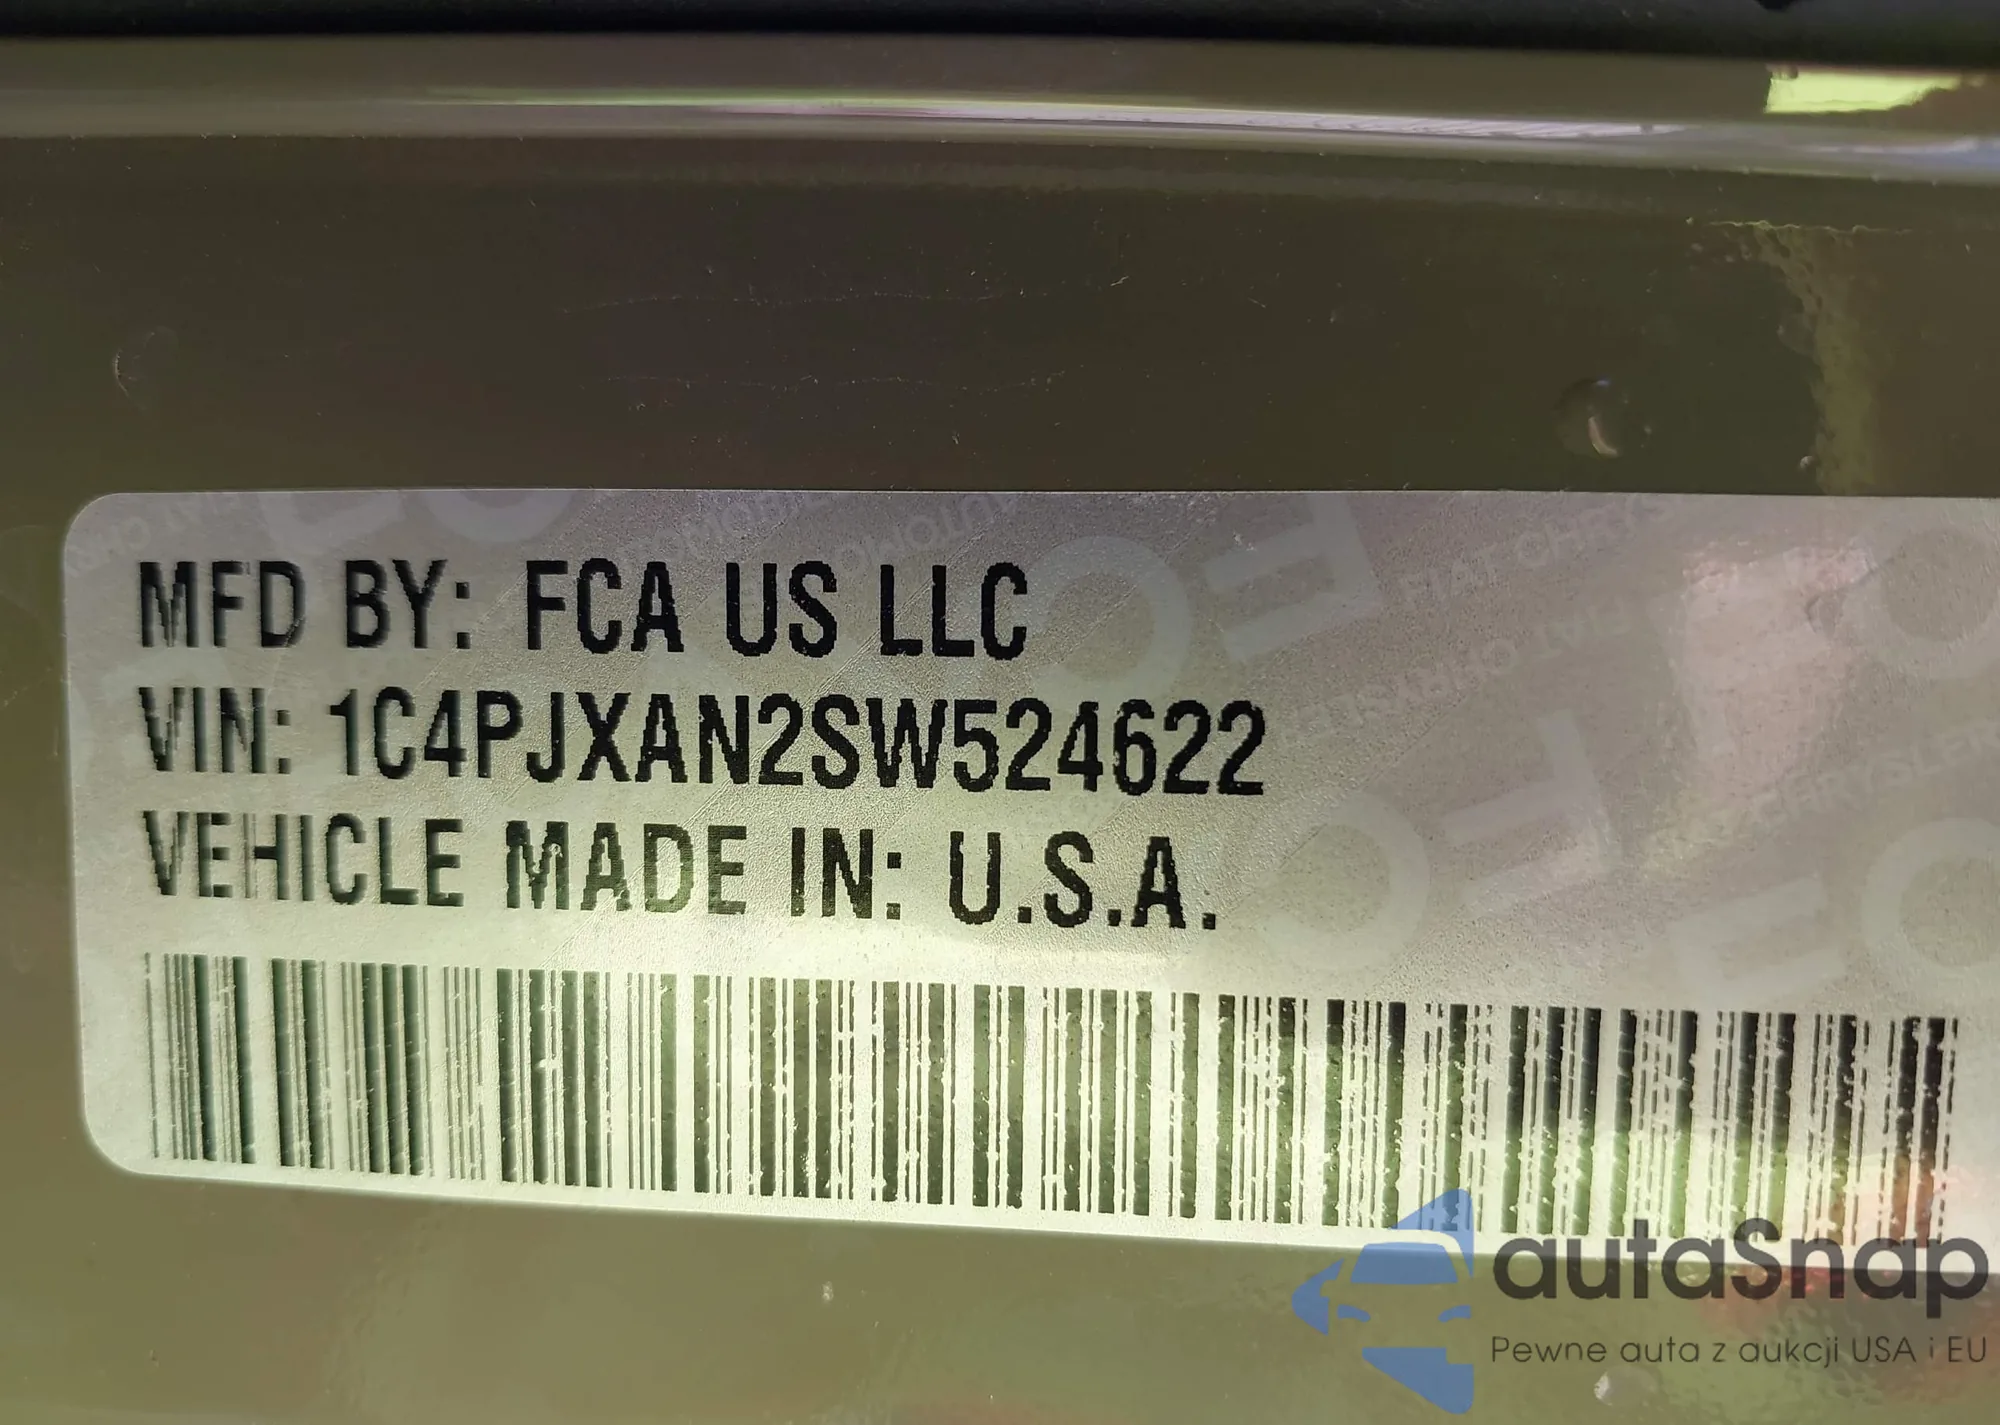 MFD BY: FCA US LLC
VIN: 1C4PJXAN2SW524622
VEHICLE MADE IN: U.S.A.
autaSnap
Pewne auta z aukcji USA i EU